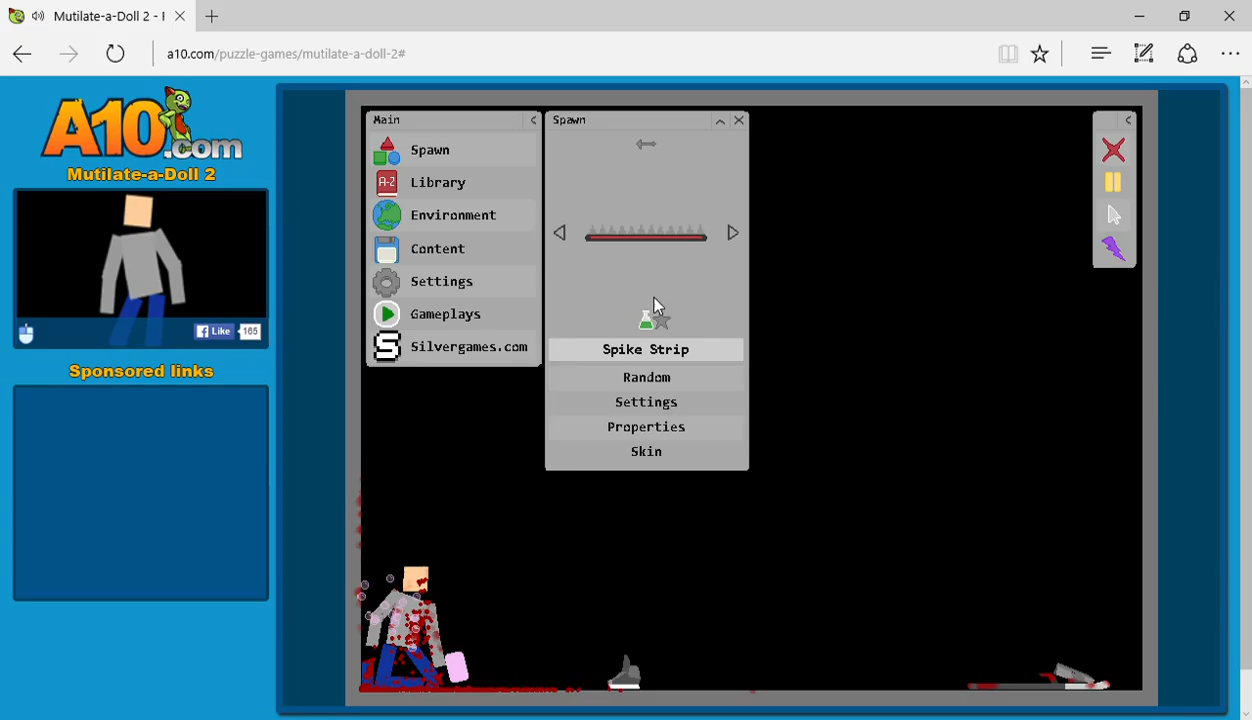 Mutilate-a-Doll 2 - F
a10.com/puzzle-games/mutilate-a-doll-2#
A10.com
Mutilate-a-Doll 2
Like 165
Sponsored links
Main
Spawn
A-Z Library
Environment
Content
Settings
Gameplays
S Silvergames.com
Spawn
Spike Strip
Random
Settings
Properties
Skin